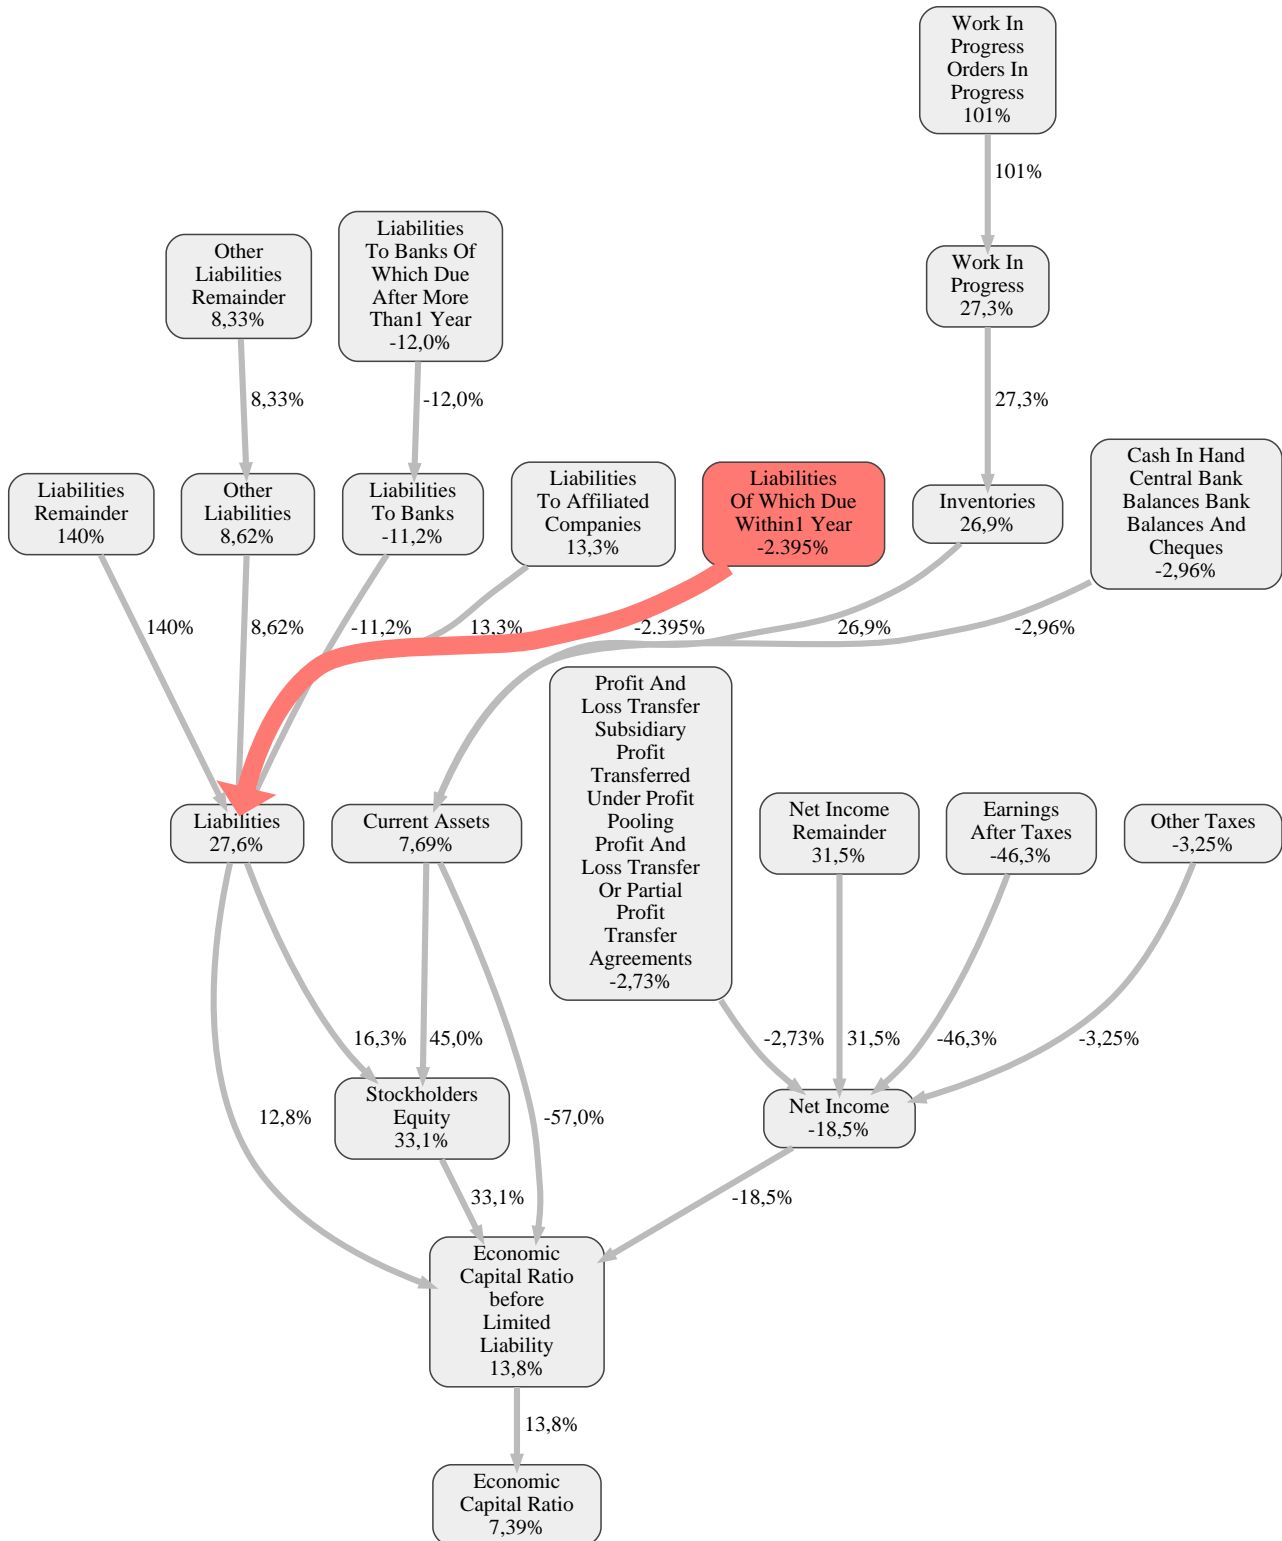 Work In
Progress
Orders In
Progress
101%
101%
Other
Liabilities
Remainder
8,33%
Liabilities
To Banks Of
Which Due
After More
Than1 Year
-12,0%
Work In
Progress
27,3%
8,33%
-12,0%
27,3%
Liabilities
Remainder
140%
Other
Liabilities
8,62%
Liabilities
To Banks
-11,2%
Liabilities
To Affiliated
Companies
13,3%
Liabilities
Of Which Due
Within1 Year
-2.395%
Inventories
26,9%
Cash In Hand
Central Bank
Balances Bank
Balances And
Cheques
-2,96%
140%
8,62%
-11,2%
13,3%
-2.395%
26,9%
-2,96%
Liabilities
27,6%
Current Assets
7,69%
Profit And
Loss Transfer
Subsidiary
Profit
Transferred
Under Profit
Pooling
Profit And
Loss Transfer
Or Partial
Profit
Transfer
Agreements
-2,73%
Net Income
Remainder
31,5%
Earnings
After Taxes
-46,3%
Other Taxes
-3,25%
16,3%
45,0%
-2,73%
31,5%
-46,3%
-3,25%
12,8%
Stockholders
Equity
33,1%
-57,0%
Net Income
-18,5%
33,1%
-18,5%
Economic
Capital Ratio
before
Limited
Liability
13,8%
13,8%
Economic
Capital Ratio
7,39%